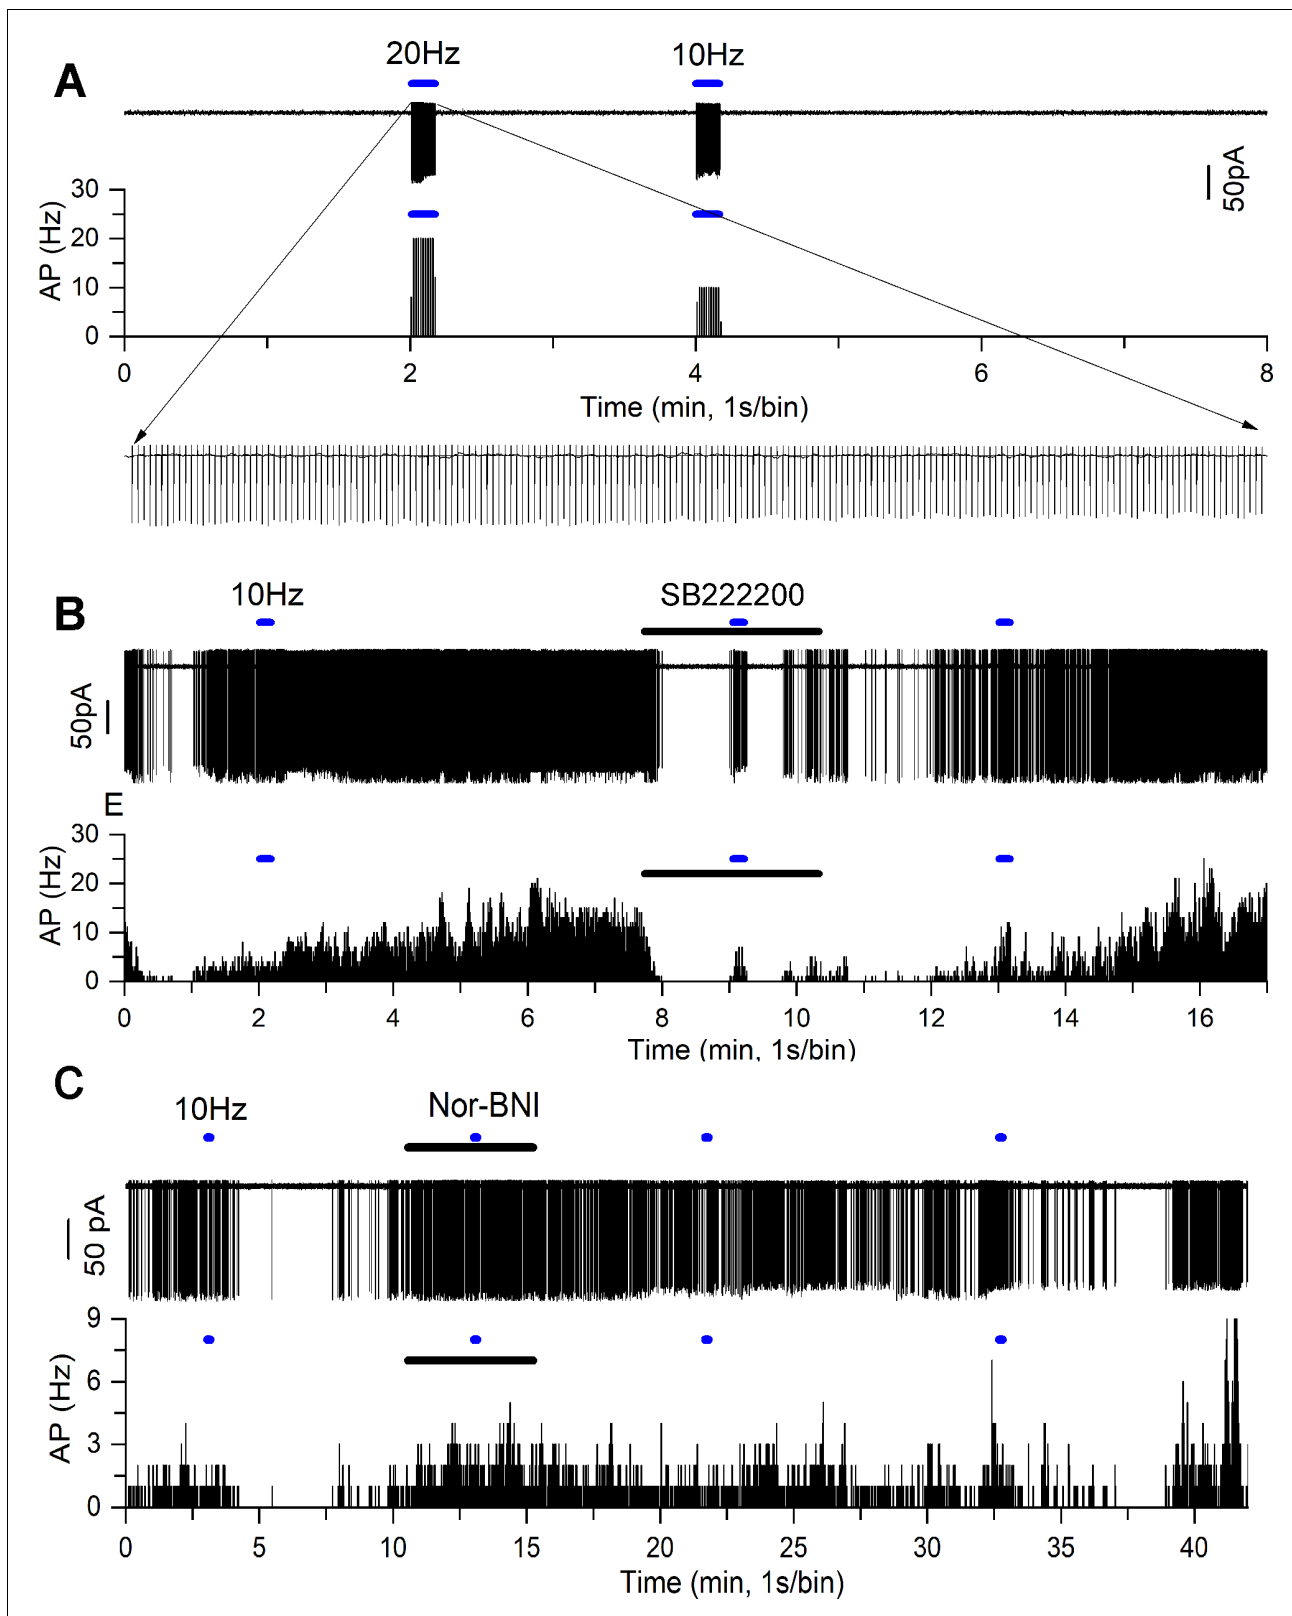 A
20Hz
10Hz
50pA
AP (Hz)
30
20
10
0
0 2 4 6 8
Time (min, 1s/bin)
B
10Hz
SB222200
50pA
E
AP (Hz)
30
20
10
0
0 2 4 6 8 10 12 14 16
Time (min, 1s/bin)
C
10Hz
Nor-BNI
50 pA
AP (Hz)
9
6
3
0
0 5 10 15 20 25 30 35 40
Time (min, 1s/bin)